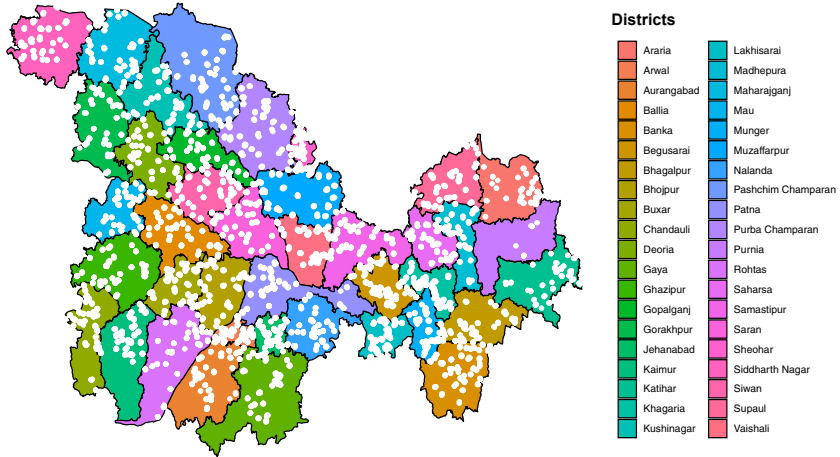 Districts
Araria
Arwal
Aurangabad
Ballia
Banka
Begusarai
Bhagalpur
Bhojpur
Buxar
Chandauli
Deoria
Gaya
Ghazipur
Gopalganj
Gorakhpur
Jehanabad
Kaimur
Katihar
Khagaria
Kushinagar
Lakhisarai
Madhepura
Maharajganj
Mau
Munger
Muzaffarpur
Nalanda
Pashchim Champaran
Patna
Purba Champaran
Purnia
Rohtas
Saharsa
Samastipur
Saran
Sheohar
Siddharth Nagar
Siwan
Supaul
Vaishali